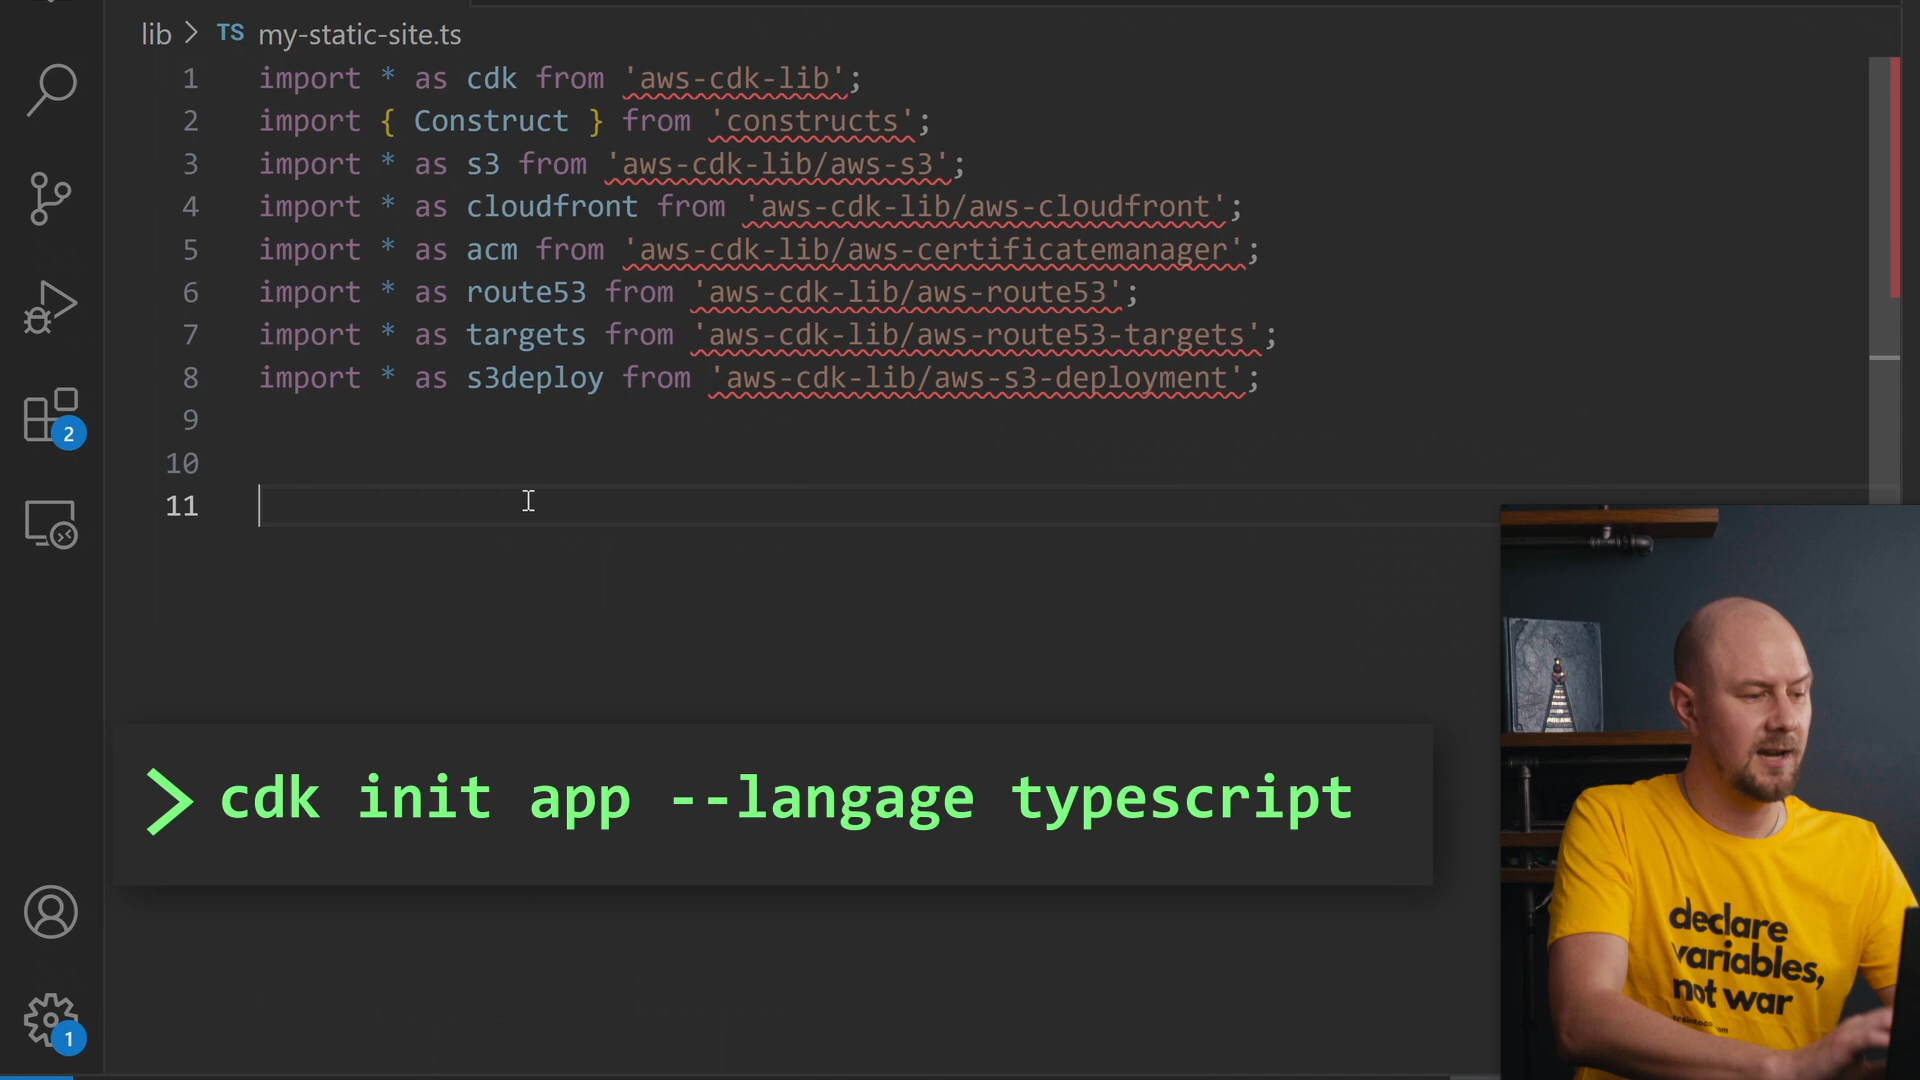 lib > TS my-static-site.ts
1 import * as cdk from 'aws-cdk-lib';
2 import { Construct } from 'constructs';
3 import * as s3 from 'aws-cdk-lib/aws-s3';
4 import * as cloudfront from 'aws-cdk-lib/aws-cloudfront';
5 import * as acm from 'aws-cdk-lib/aws-certificatemanager';
6 import * as route53 from 'aws-cdk-lib/aws-route53';
7 import * as targets from 'aws-cdk-lib/aws-route53-targets';
8 import * as s3deploy from 'aws-cdk-lib/aws-s3-deployment';
9
10
11
2
> cdk init app --langage typescript
1
declare
variables,
not war